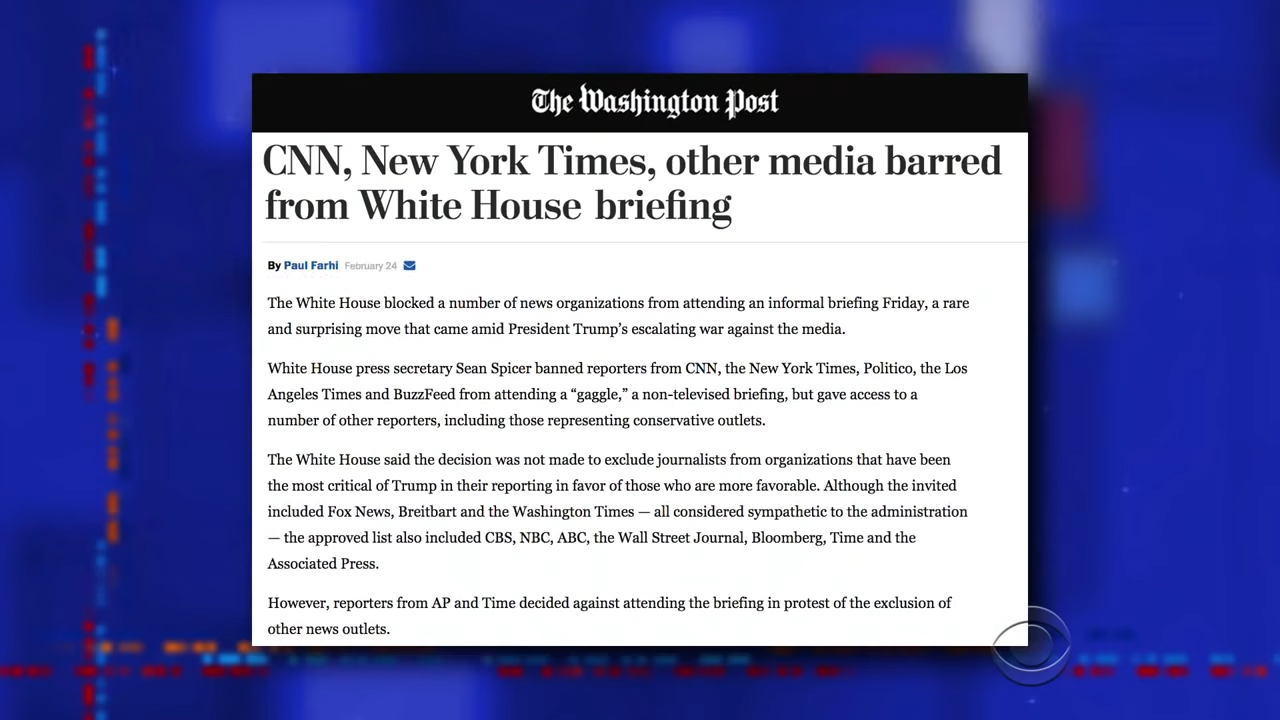 The Washington Post
CNN, New York Times, other media barred
from White House briefing
By Paul Farhi February 24
The White House blocked a number of news organizations from attending an informal briefing Friday, a rare
and surprising move that came amid President Trump’s escalating war against the media.
White House press secretary Sean Spicer banned reporters from CNN, the New York Times, Politico, the Los
Angeles Times and BuzzFeed from attending a “gaggle,” a non-televised briefing, but gave access to a
number of other reporters, including those representing conservative outlets.
The White House said the decision was not made to exclude journalists from organizations that have been
the most critical of Trump in their reporting in favor of those who are more favorable. Although the invited
included Fox News, Breitbart and the Washington Times — all considered sympathetic to the administration
— the approved list also included CBS, NBC, ABC, the Wall Street Journal, Bloomberg, Time and the
Associated Press.
However, reporters from AP and Time decided against attending the briefing in protest of the exclusion of
other news outlets.